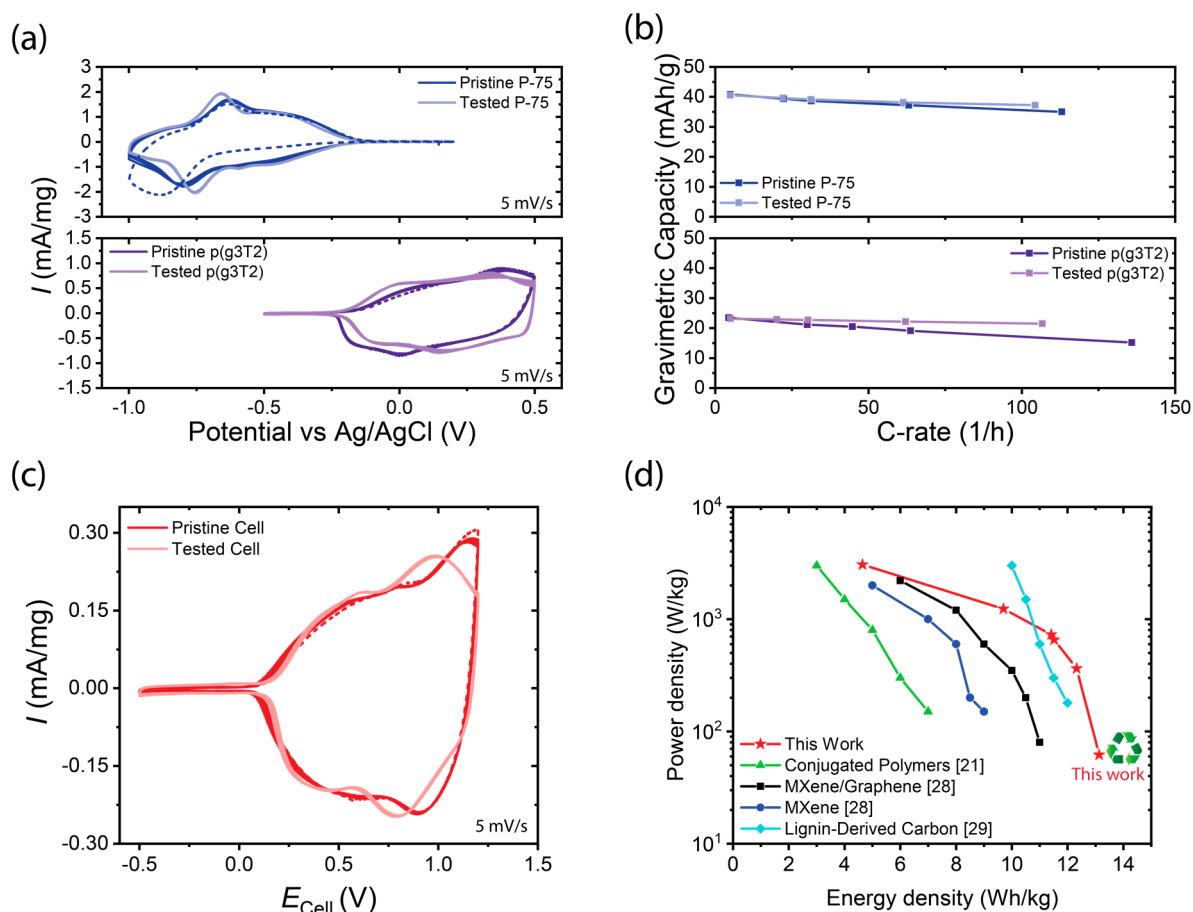 (a)
3
2
1
0
-1
-2
-3
Pristine P-75
Tested P-75
5 mV/s
1.5
1.0
0.5
0.0
-0.5
-1.0
-1.5
Pristine p(g3T2)
Tested p(g3T2)
5 mV/s
I (mA/mg)
-1.0 -0.5 0.0 0.5
Potential vs Ag/AgCl (V)
(b)
50
40
30
20
10
0
Pristine P-75
Tested P-75
50
40
30
20
10
0
Pristine p(g3T2)
Tested p(g3T2)
Gravimetric Capacity (mAh/g)
0 50 100 150
C-rate (1/h)
(c)
0.30
0.15
0.00
-0.15
-0.30
I (mA/mg)
Pristine Cell
Tested Cell
5 mV/s
-0.5 0.0 0.5 1.0 1.5
ECell (V)
(d)
10⁴
10³
10²
10¹
Power density (W/kg)
This Work
Conjugated Polymers [21]
MXene/Graphene [28]
MXene [28]
Lignin-Derived Carbon [29]
This work
0 2 4 6 8 10 12 14
Energy density (Wh/kg)